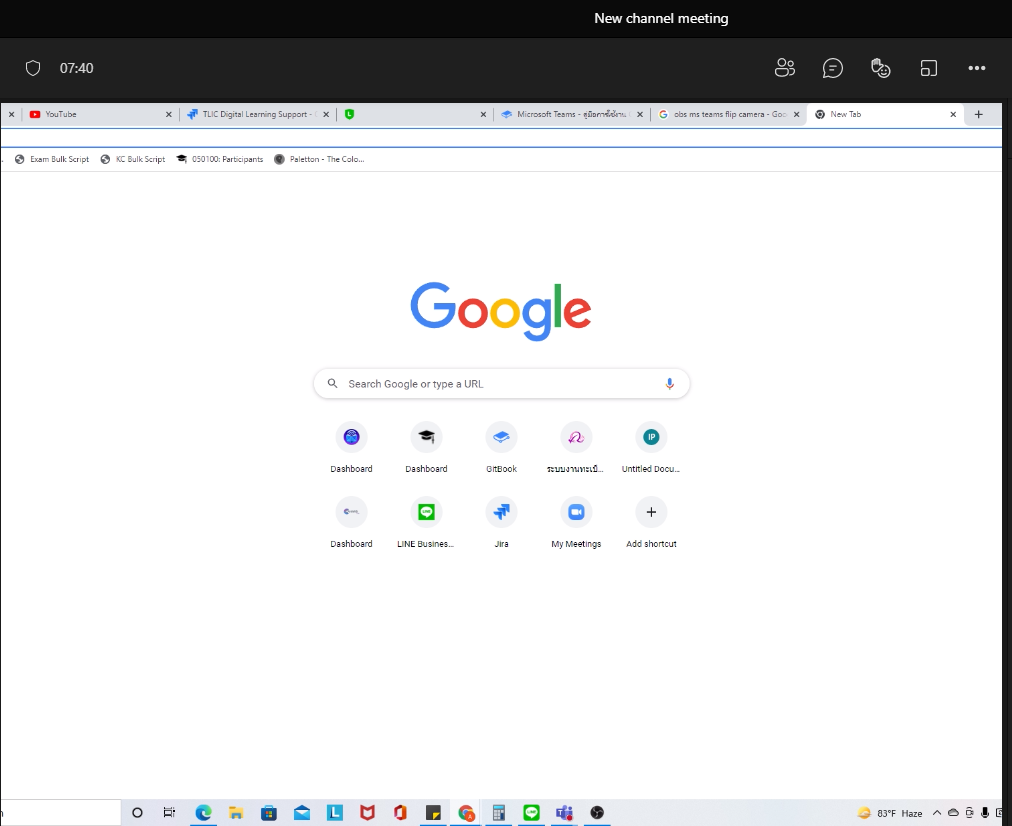 New channel meeting
07:40
YouTube
TLIC Digital Learning Support -
Microsoft Teams - คู่มือการใช้งาน
obs ms teams flip camera - Goo
New Tab
Exam Bulk Script
KC Bulk Script
050100: Participants
Paletton - The Colo...
Google
Search Google or type a URL
IP
Dashboard
Dashboard
GitBook
ระบบงานทะเบี...
Untitled Docu...
Dashboard
LINE Busines...
Jira
My Meetings
Add shortcut
83°F Haze